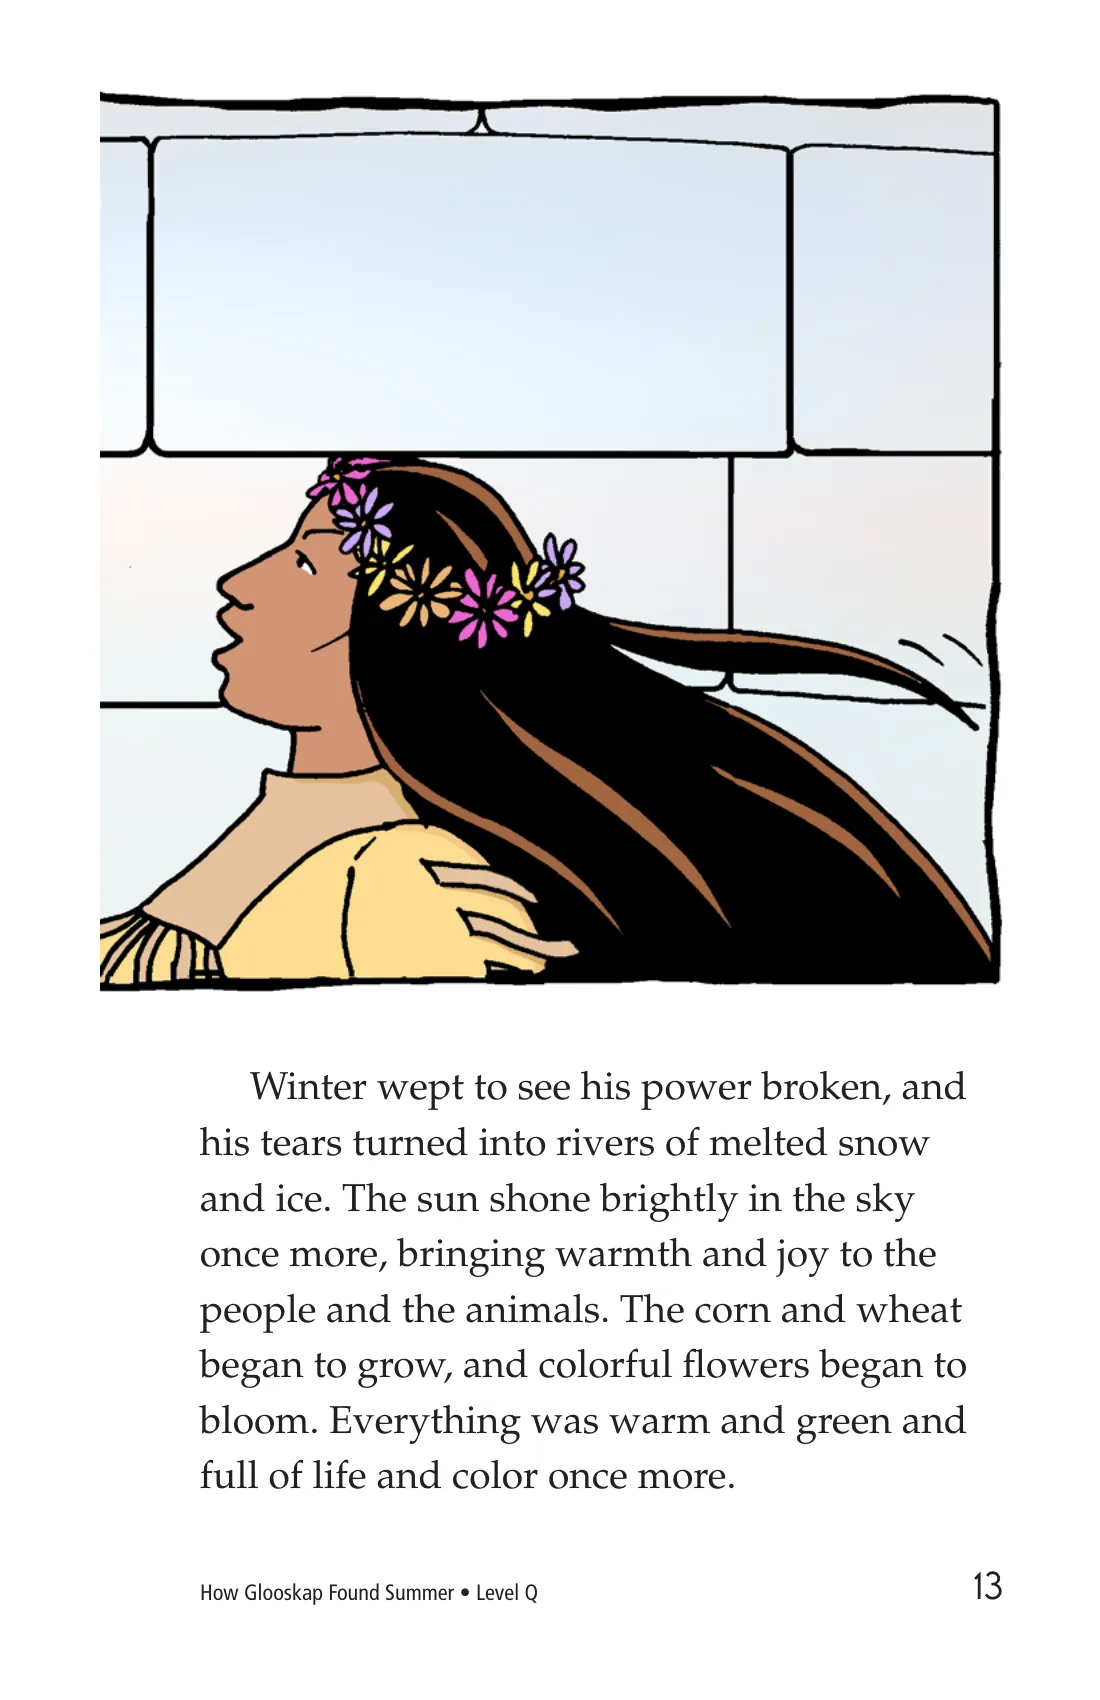 Winter wept to see his power broken, and
his tears turned into rivers of melted snow
and ice. The sun shone brightly in the sky
once more, bringing warmth and joy to the
people and the animals. The corn and wheat
began to grow, and colorful flowers began to
bloom. Everything was warm and green and
full of life and color once more.
How Glooskap Found Summer • Level Q
13